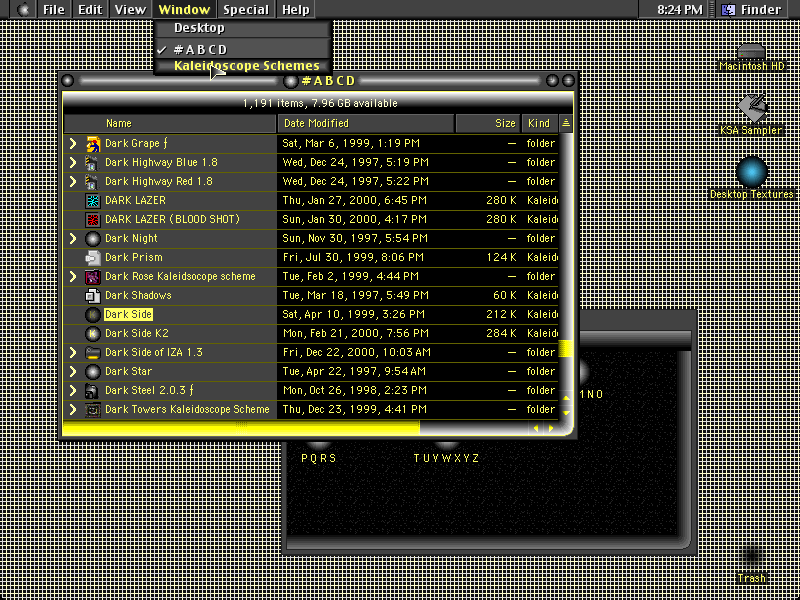 File Edit View Window Special Help 8:24 PM Finder
Desktop
✓ #ABCD
Kaleidoscope Schemes
#ABCD
1,191 items, 7.96 GB available
Name Date Modified Size Kind
Dark Grape ƒ Sat, Mar 6, 1999, 1:19 PM — folder
Dark Highway Blue 1.8 Wed, Dec 24, 1997, 5:19 PM — folder
Dark Highway Red 1.8 Wed, Dec 24, 1997, 5:22 PM — folder
DARK LAZER Thu, Jan 27, 2000, 6:45 PM 280 K Kaleid
DARK LAZER (BLOOD SHOT) Sun, Jan 30, 2000, 4:17 PM 280 K Kaleid
Dark Night Sun, Nov 30, 1997, 5:54 PM — folder
Dark Prism Fri, Jul 30, 1999, 8:06 PM 124 K Kaleid
Dark Rose Kaleidsocope scheme Tue, Feb 2, 1999, 4:44 PM — folder
Dark Shadows Tue, Mar 18, 1997, 5:49 PM 60 K Kaleid
Dark Side Sat, Apr 10, 1999, 3:26 PM 212 K Kaleid
Dark Side K2 Mon, Feb 21, 2000, 7:56 PM 284 K Kaleid
Dark Side of IZA 1.3 Fri, Dec 22, 2000, 10:03 AM — folder
Dark Star Tue, Apr 22, 1997, 9:54 AM — folder
Dark Steel 2.0.3 ƒ Mon, Oct 26, 1998, 2:23 PM — folder
Dark Towers Kaleidoscope Scheme Thu, Dec 23, 1999, 4:41 PM — folder
NO
PQRS TUVWXYZ
Macintosh HD
KSA Sampler
Desktop Textures
Trash